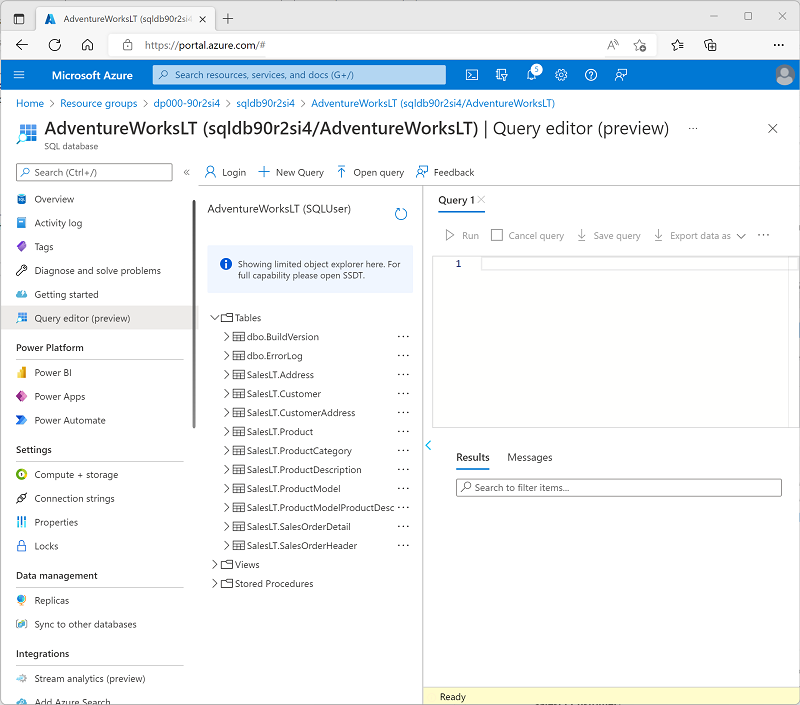 AdventureWorksLT (sqldb90r2si4
https://portal.azure.com/#
Microsoft Azure
Search resources, services, and docs (G+/)
5
Home > Resource groups > dp000-90r2si4 > sqldb90r2si4 > AdventureWorksLT (sqldb90r2si4/AdventureWorksLT)
AdventureWorksLT (sqldb90r2si4/AdventureWorksLT) | Query editor (preview) ...
SQL database
Search (Ctrl+/)
Overview
Activity log
Tags
Diagnose and solve problems
Getting started
Query editor (preview)
Power Platform
Power BI
Power Apps
Power Automate
Settings
Compute + storage
Connection strings
Properties
Locks
Data management
Replicas
Sync to other databases
Integrations
Stream analytics (preview)
Add Azure Search
Login
New Query
Open query
Feedback
AdventureWorksLT (SQLUser)
Showing limited object explorer here. For
full capability please open SSDT.
Tables
dbo.BuildVersion
dbo.ErrorLog
SalesLT.Address
SalesLT.Customer
SalesLT.CustomerAddress
SalesLT.Product
SalesLT.ProductCategory
SalesLT.ProductDescription
SalesLT.ProductModel
SalesLT.ProductModelProductDesc
SalesLT.SalesOrderDetail
SalesLT.SalesOrderHeader
Views
Stored Procedures
Query 1
Run
Cancel query
Save query
Export data as
1
Results
Messages
Search to filter items...
Ready